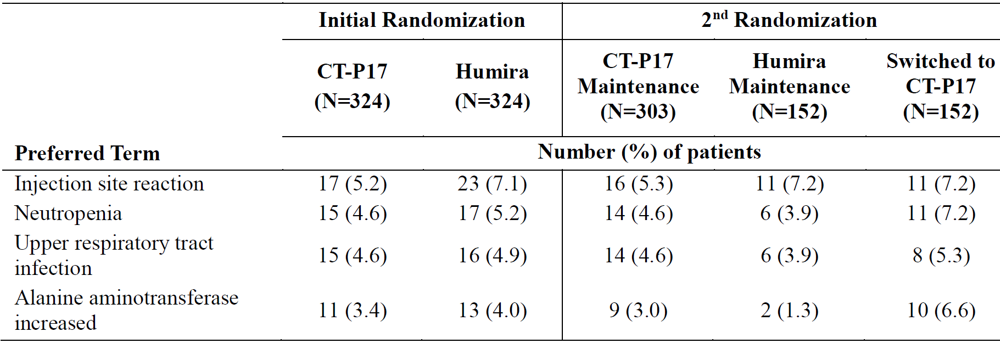 Initial Randomization 2nd Randomization
CT-P17 Humira CT-P17 Humira Switched to
Maintenance Maintenance CT-P17
(N=324) (N=324) (N=303) (N=152) (N=152)
Preferred Term Number (%) of patients
Injection site reaction 17 (5.2) 23 (7.1) 16 (5.3) 11 (7.2) 11 (7.2)
Neutropenia 15 (4.6) 17 (5.2) 14 (4.6) 6 (3.9) 11 (7.2)
Upper respiratory tract
infection 15 (4.6) 16 (4.9) 14 (4.6) 6 (3.9) 8 (5.3)
Alanine aminotransferase
increased 11 (3.4) 13 (4.0) 9 (3.0) 2 (1.3) 10 (6.6)